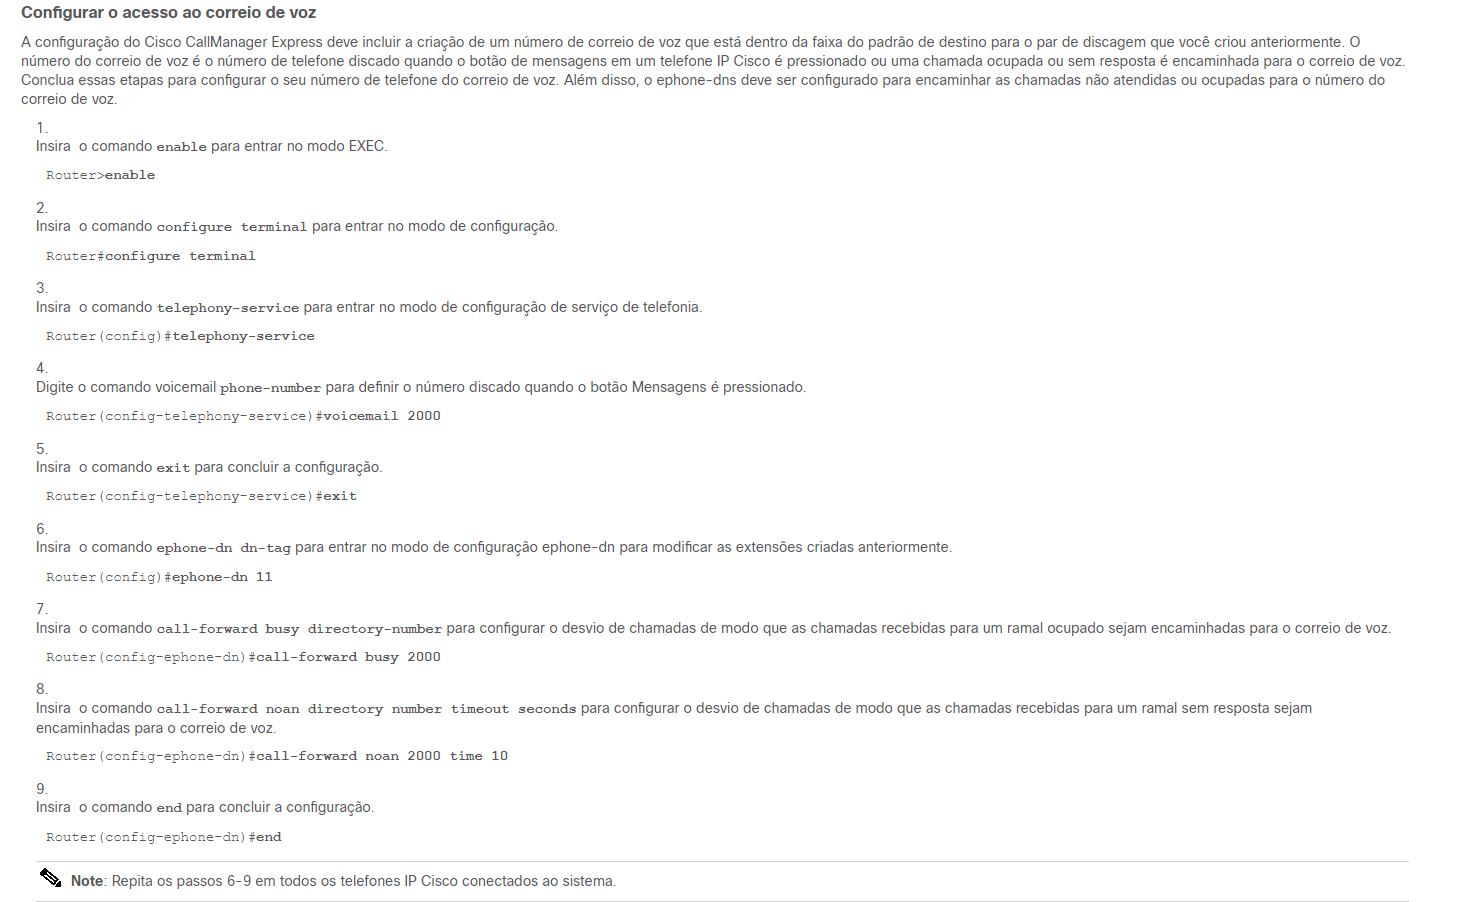 Configurar o acesso ao correio de voz
A configuração do Cisco CallManager Express deve incluir a criação de um número de correio de voz que está dentro da faixa do padrão de destino para o par de discagem que você criou anteriormente. O
número do correio de voz é o número de telefone discado quando o botão de mensagens em um telefone IP Cisco é pressionado ou uma chamada ocupada ou sem resposta é encaminhada para o correio de voz.
Conclua essas etapas para configurar o seu número de telefone do correio de voz. Além disso, o ephone-dns deve ser configurado para encaminhar as chamadas não atendidas ou ocupadas para o número do
correio de voz.
1.
Insira  o comando enable para entrar no modo EXEC.
Router>enable
2.
Insira  o comando configure terminal para entrar no modo de configuração.
Router#configure terminal
3.
Insira  o comando telephony-service para entrar no modo de configuração de serviço de telefonia.
Router(config)#telephony-service
4.
Digite o comando voicemail phone-number para definir o número discado quando o botão Mensagens é pressionado.
Router(config-telephony-service)#voicemail 2000
5.
Insira  o comando exit para concluir a configuração.
Router(config-telephony-service)#exit
6.
Insira  o comando ephone-dn dn-tag para entrar no modo de configuração ephone-dn para modificar as extensões criadas anteriormente.
Router(config)#ephone-dn 11
7.
Insira  o comando call-forward busy directory-number para configurar o desvio de chamadas de modo que as chamadas recebidas para um ramal ocupado sejam encaminhadas para o correio de voz.
Router(config-ephone-dn)#call-forward busy 2000
8.
Insira  o comando call-forward noan directory number timeout seconds para configurar o desvio de chamadas de modo que as chamadas recebidas para um ramal sem resposta sejam
encaminhadas para o correio de voz.
Router(config-ephone-dn)#call-forward noan 2000 time 10
9.
Insira  o comando end para concluir a configuração.
Router(config-ephone-dn)#end
Note: Repita os passos 6-9 em todos os telefones IP Cisco conectados ao sistema.